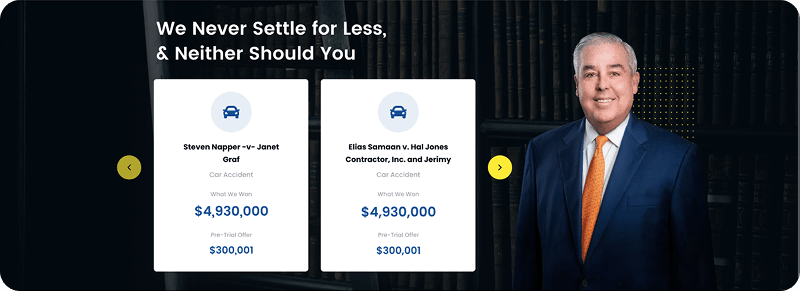 We Never Settle for Less,
& Neither Should You
Steven Napper -v- Janet
Graf
Car Accident
What We Won
$4,930,000
Pre-Trial Offer
$300,001
Elias Samaan v. Hal Jones
Contractor, Inc. and Jerimy
Car Accident
What We Won
$4,930,000
Pre-Trial Offer
$300,001